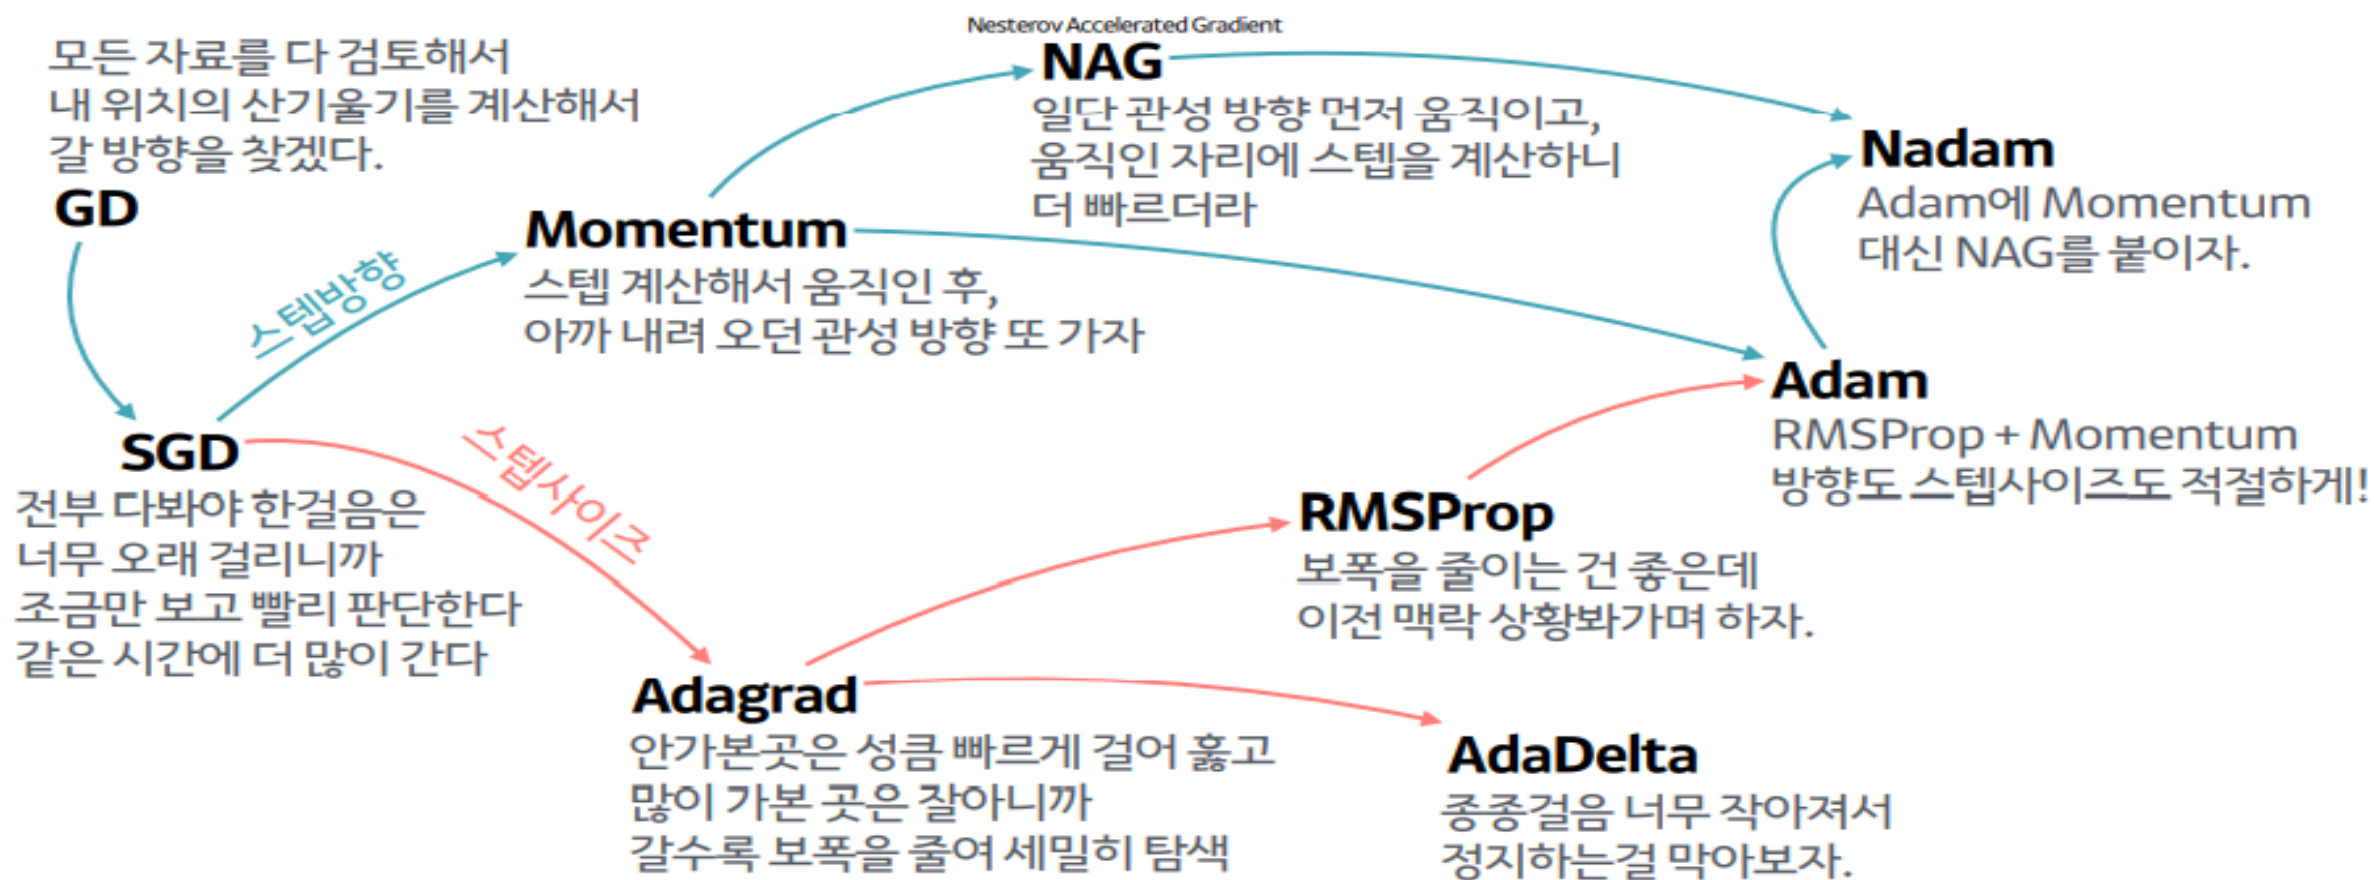 모든 자료를 다 검토해서
내 위치의 산기울기를 계산해서
갈 방향을 찾겠다.
GD
스텝방향
SGD
전부 다봐야 한걸음은
너무 오래 걸리니까
조금만 보고 빨리 판단한다
같은 시간에 더 많이 간다
Momentum
스텝 계산해서 움직인 후,
아까 내려 오던 관성 방향 또 가자
Nesterov Accelerated Gradient
NAG
일단 관성 방향 먼저 움직이고,
움직인 자리에 스텝을 계산하니
더 빠르더라
Nadam
Adam에 Momentum
대신 NAG를 붙이자.
Adam
RMSProp + Momentum
방향도 스텝사이즈도 적절하게!
스텝사이즈
RMSProp
보폭을 줄이는 건 좋은데
이전 맥락 상황봐가며 하자.
Adagrad
안가본곳은 성큼 빠르게 걸어 훑고
많이 가본 곳은 잘아니까
갈수록 보폭을 줄여 세밀히 탐색
AdaDelta
종종걸음 너무 작아져서
정지하는걸 막아보자.